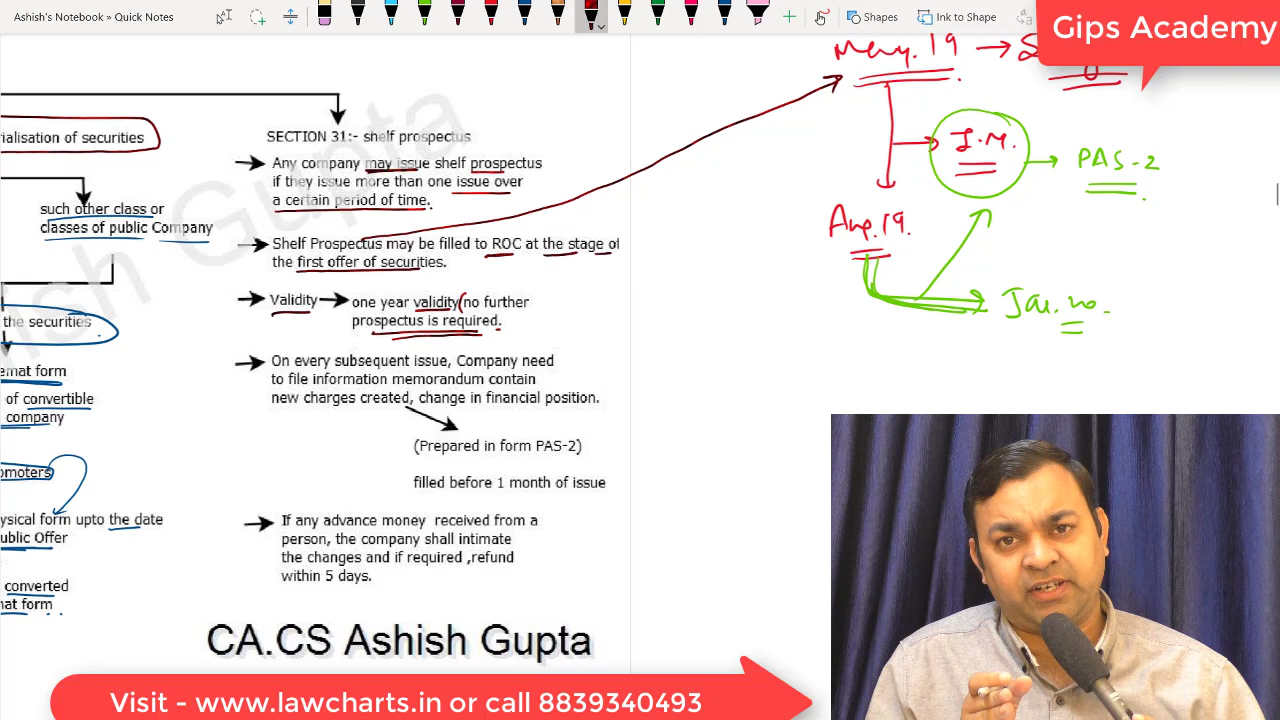 Ashish's Notebook » Quick Notes
Shapes
Ink to Shape
Gips Academy
May. 19
I.M.
PAS-2
Aug. 19.
ialisation of securities
such other class or
classes of public Company
the securities
emat form
of convertible
company
omoters
ysical form upto the date
ublic Offer
converted
nat form
SECTION 31:- shelf prospectus
Any company may issue shelf prospectus
if they issue more than one issue over
a certain period of time.
Shelf Prospectus may be filled to ROC at the stage of
the first offer of securities.
Validity
one year validity(no further
prospectus is required.
On every subsequent issue, Company need
to file information memorandum contain
new charges created, change in financial position.
(Prepared in form PAS-2)
filled before 1 month of issue
If any advance money received from a
person, the company shall intimate
the changes and if required ,refund
within 5 days.
CA.CS Ashish Gupta
Visit - www.lawcharts.in or call 8839340493